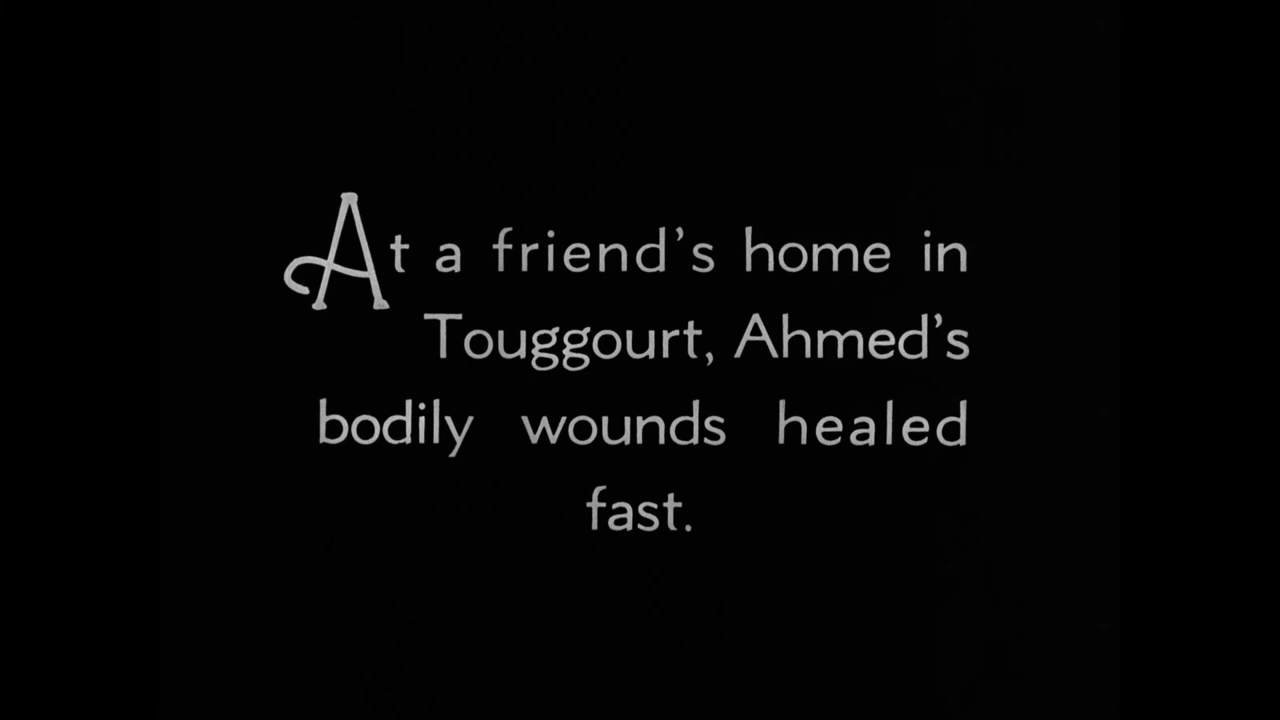 At a friend’s home in
Touggourt, Ahmed’s
bodily wounds healed
fast.